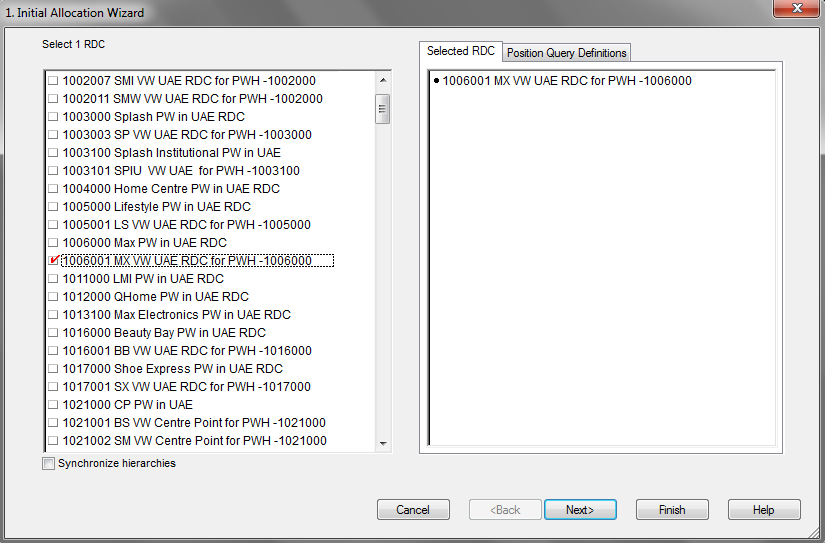 1. Initial Allocation Wizard
Select 1 RDC
1002007 SMI VW UAE RDC for PWH -1002000
1002011 SMW VW UAE RDC for PWH -1002000
1003000 Splash PW in UAE RDC
1003003 SP VW UAE RDC for PWH -1003000
1003100 Splash Institutional PW in UAE
1003101 SPIU  VW UAE  for PWH -1003100
1004000 Home Centre PW in UAE RDC
1005000 Lifestyle PW in UAE RDC
1005001 LS VW UAE RDC for PWH -1005000
1006000 Max PW in UAE RDC
1006001 MX VW UAE RDC for PWH -1006000
1011000 LMI PW in UAE RDC
1012000 QHome PW in UAE RDC
1013100 Max Electronics PW in UAE RDC
1016000 Beauty Bay PW in UAE RDC
1016001 BB VW UAE RDC for PWH -1016000
1017000 Shoe Express PW in UAE RDC
1017001 SX VW UAE RDC for PWH -1017000
1021000 CP PW in UAE
1021001 BS VW Centre Point for PWH -1021000
1021002 SM VW Centre Point for PWH -1021000
Synchronize hierarchies
Selected RDC Position Query Definitions
1006001 MX VW UAE RDC for PWH -1006000
Cancel <Back Next> Finish Help